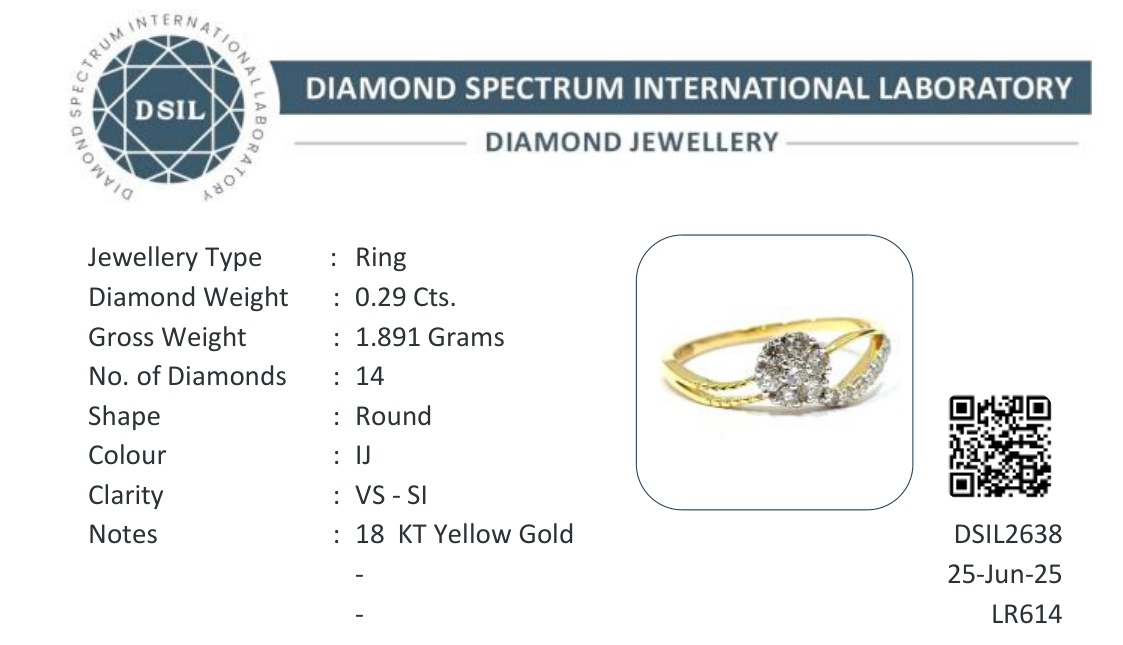 DIAMOND SPECTRUM INTERNATIONAL LABORATORY
DSIL
DIAMOND SPECTRUM INTERNATIONAL LABORATORY
DIAMOND JEWELLERY
Jewellery Type : Ring
Diamond Weight : 0.29 Cts.
Gross Weight : 1.891 Grams
No. of Diamonds : 14
Shape : Round
Colour : IJ
Clarity : VS - SI
Notes : 18 KT Yellow Gold
-
-
DSIL2638
25-Jun-25
LR614